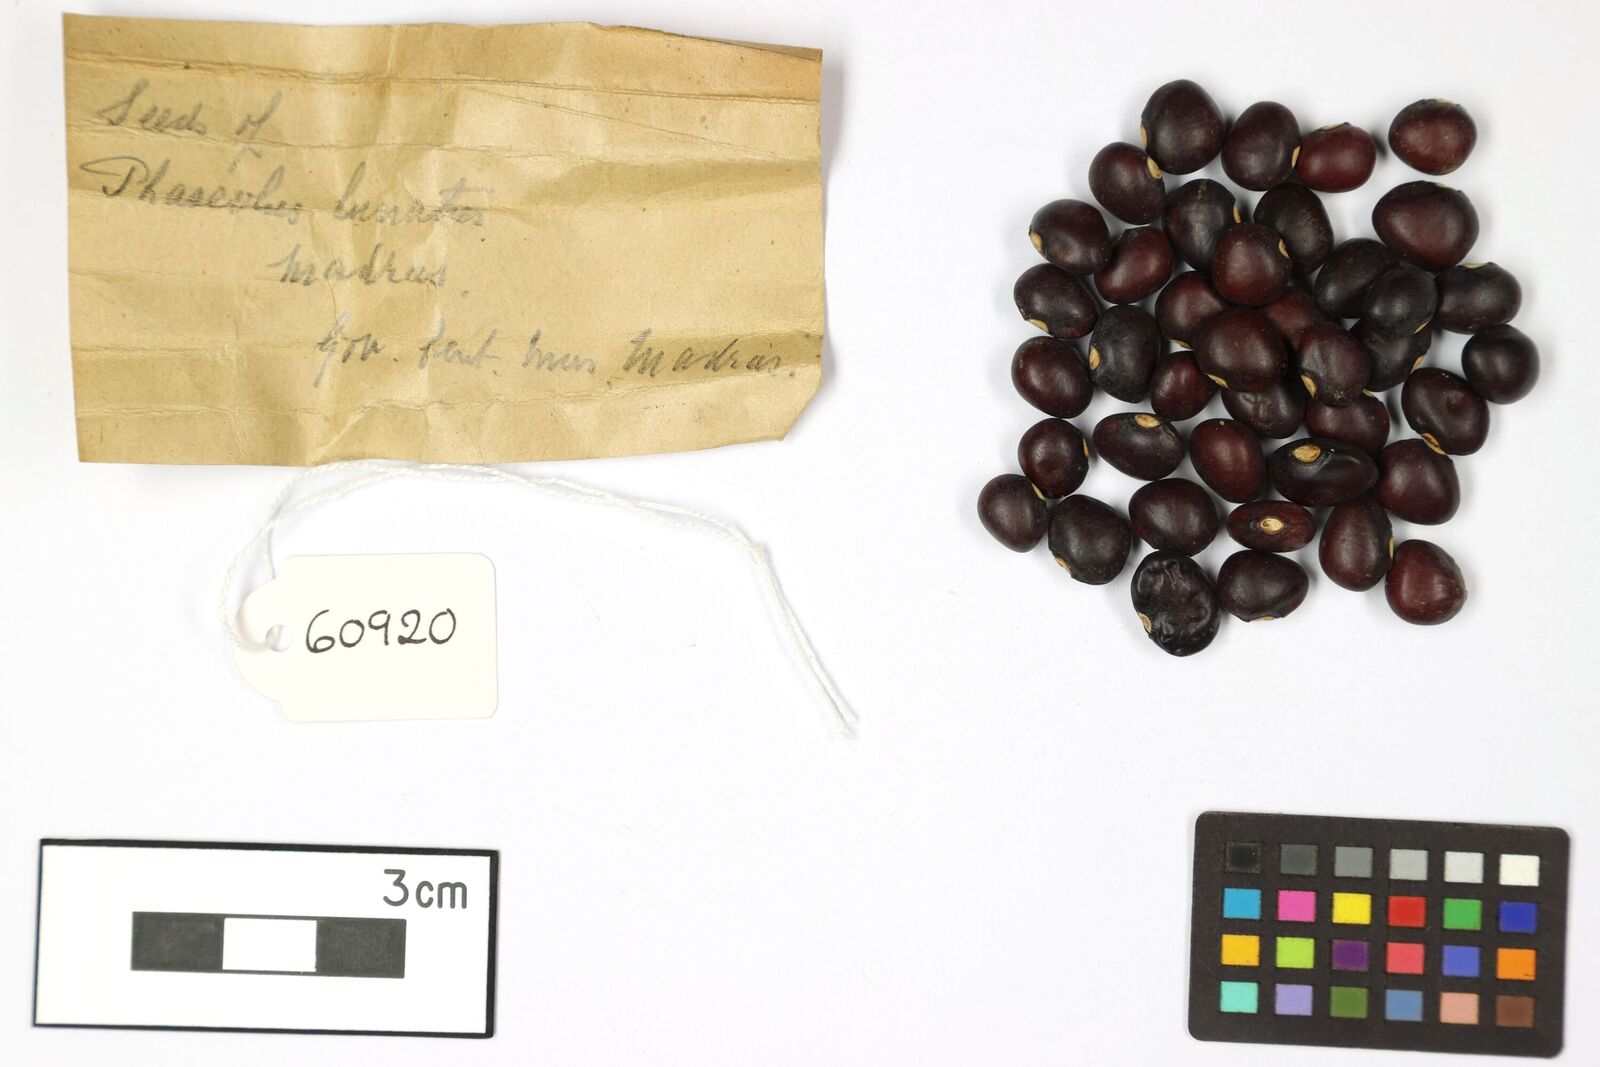 Seeds of
Phaseolus lunatus
Madras.
Gov. Cent. Mus. Madras.
60920
3cm